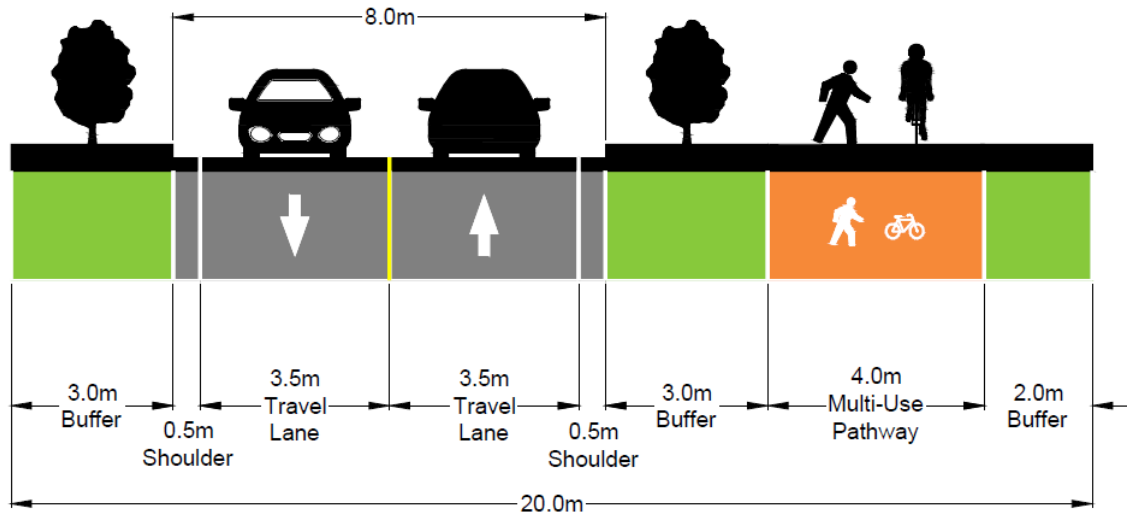 8.0m
3.0m
Buffer
0.5m
Shoulder
3.5m
Travel
Lane
3.5m
Travel
Lane
0.5m
Shoulder
3.0m
Buffer
4.0m
Multi-Use
Pathway
2.0m
Buffer
20.0m